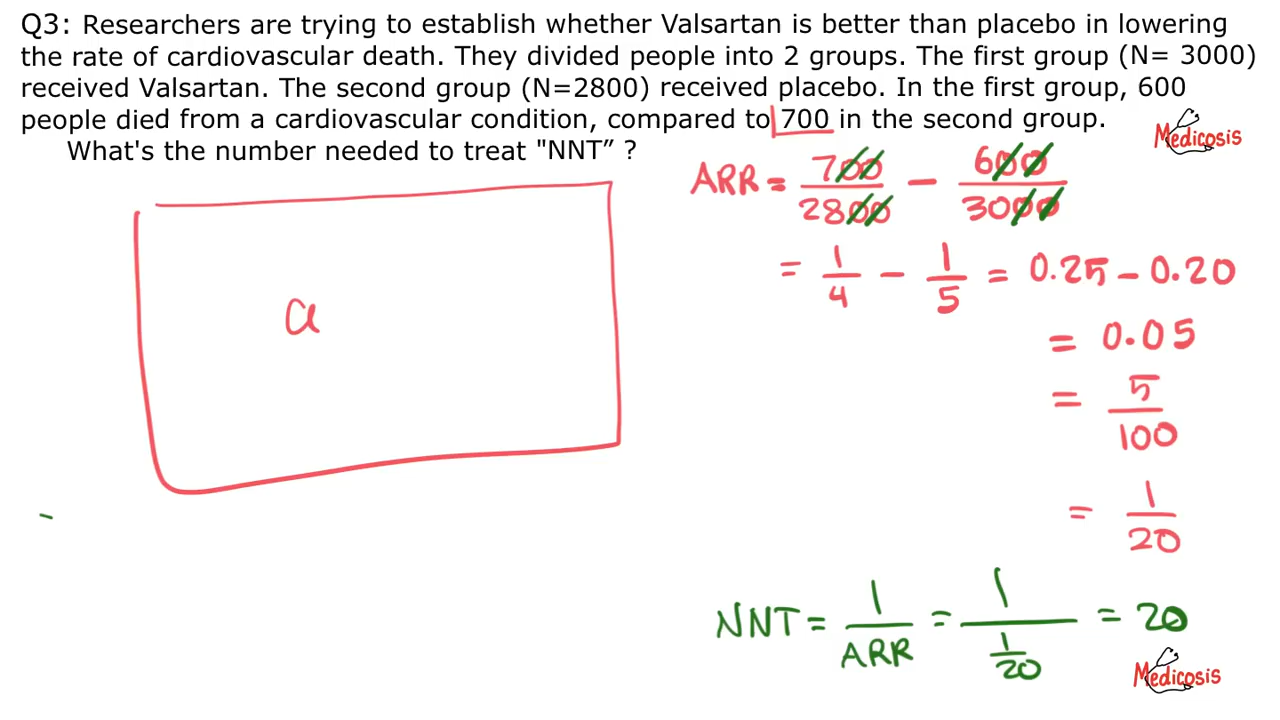 Q3: Researchers are trying to establish whether Valsartan is better than placebo in lowering
the rate of cardiovascular death. They divided people into 2 groups. The first group (N= 3000)
received Valsartan. The second group (N=2800) received placebo. In the first group, 600
people died from a cardiovascular condition, compared to 700 in the second group.
What's the number needed to treat "NNT" ?
Medicosis
ARR = 700/2800 - 600/3000
= 1/4 - 1/5 = 0.25 - 0.20
= 0.05
= 5/100
= 1/20
a
NNT = 1/ARR = 1/(1/20) = 20
Medicosis